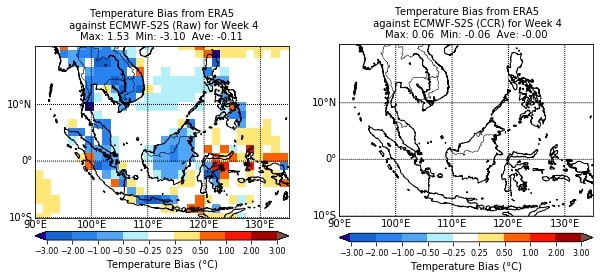 Temperature Bias from ERA5
against ECMWF-S2S (Raw) for Week 4
Max: 1.53 Min: -3.10 Ave: -0.11
10°N
0°
10°S
90°E 100°E 110°E 120°E 130°E
−3.00 −2.00 −1.00 −0.50 −0.25 0.25 0.50 1.00 2.00 3.00
Temperature Bias (°C)
Temperature Bias from ERA5
against ECMWF-S2S (CCR) for Week 4
Max: 0.06 Min: -0.06 Ave: -0.00
10°N
0°
10°S
90°E 100°E 110°E 120°E 130°E
−3.00 −2.00 −1.00 −0.50 −0.25 0.25 0.50 1.00 2.00 3.00
Temperature Bias (°C)